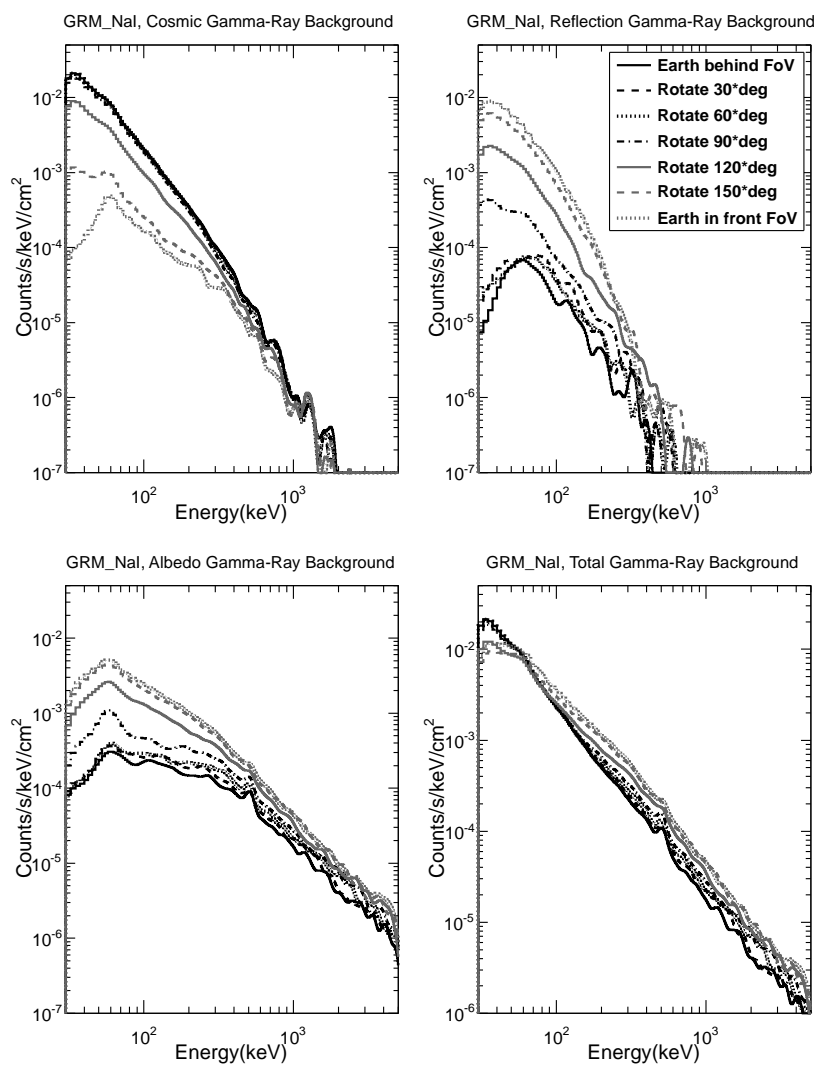 GRM_NaI, Cosmic Gamma-Ray Background
Counts/s/keV/cm²
10⁻²
10⁻³
10⁻⁴
10⁻⁵
10⁻⁶
10⁻⁷
10²
10³
Energy(keV)
GRM_NaI, Reflection Gamma-Ray Background
Counts/s/keV/cm²
10⁻²
10⁻³
10⁻⁴
10⁻⁵
10⁻⁶
10⁻⁷
10²
10³
Energy(keV)
Earth behind FoV
Rotate 30*deg
Rotate 60*deg
Rotate 90*deg
Rotate 120*deg
Rotate 150*deg
Earth in front FoV
GRM_NaI, Albedo Gamma-Ray Background
Counts/s/keV/cm²
10⁻²
10⁻³
10⁻⁴
10⁻⁵
10⁻⁶
10⁻⁷
10²
10³
Energy(keV)
GRM_NaI, Total Gamma-Ray Background
Counts/s/keV/cm²
10⁻²
10⁻³
10⁻⁴
10⁻⁵
10⁻⁶
10²
10³
Energy(keV)